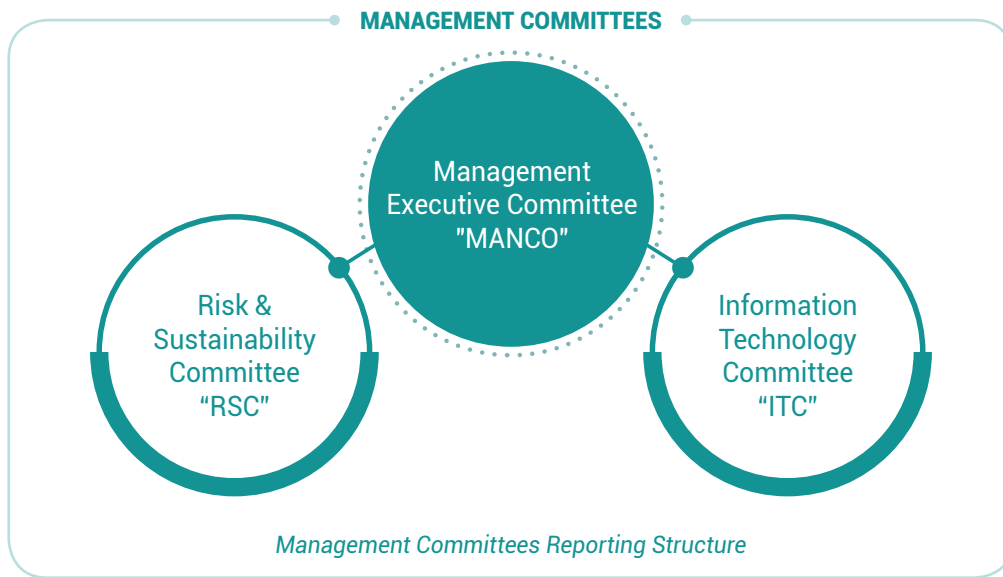 MANAGEMENT COMMITTEES
Management
Executive Committee
"MANCO"
Risk &
Sustainability
Committee
“RSC”
Information
Technology
Committee
“ITC”
Management Committees Reporting Structure